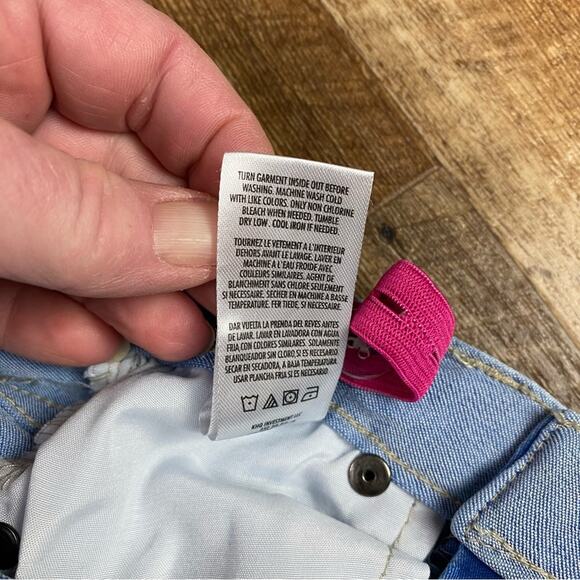 TURN GARMENT INSIDE OUT BEFORE
WASHING. MACHINE WASH COLD
WITH LIKE COLORS. ONLY NON CHLORINE
BLEACH WHEN NEEDED. TUMBLE
DRY LOW. COOL IRON IF NEEDED.
TOURNEZ LE VETEMENT A L'INTERIEUR
DEHORS AVANT LE LAVAGE. LAVER EN
MACHINE A L'EAU FROIDE AVEC
COULEURS SIMILAIRES. AGENT DE
BLANCHIMENT SANS CHLORE SEULEMENT
SI NECESSAIRE. SÉCHER EN MACHINE A BASSE
TEMPERATURE. FER TIEDE, SI NECESSAIRE.
DAR VUELTA LA PRENDA DEL REVES ANTES
DE LAVAR. LAVAR EN LAVADORA CON AGUA
FRIA CON COLORES SIMILARES. SOLAMENTE
BLANQUEADOR SIN CLORO, SI ES NECESARIO.
SECAR EN SECADORA, A BAJA TEMPERATURA.
USAR PLANCHA FRIA SI ES NECESARIO.
KHQ INVESTMENT LLC